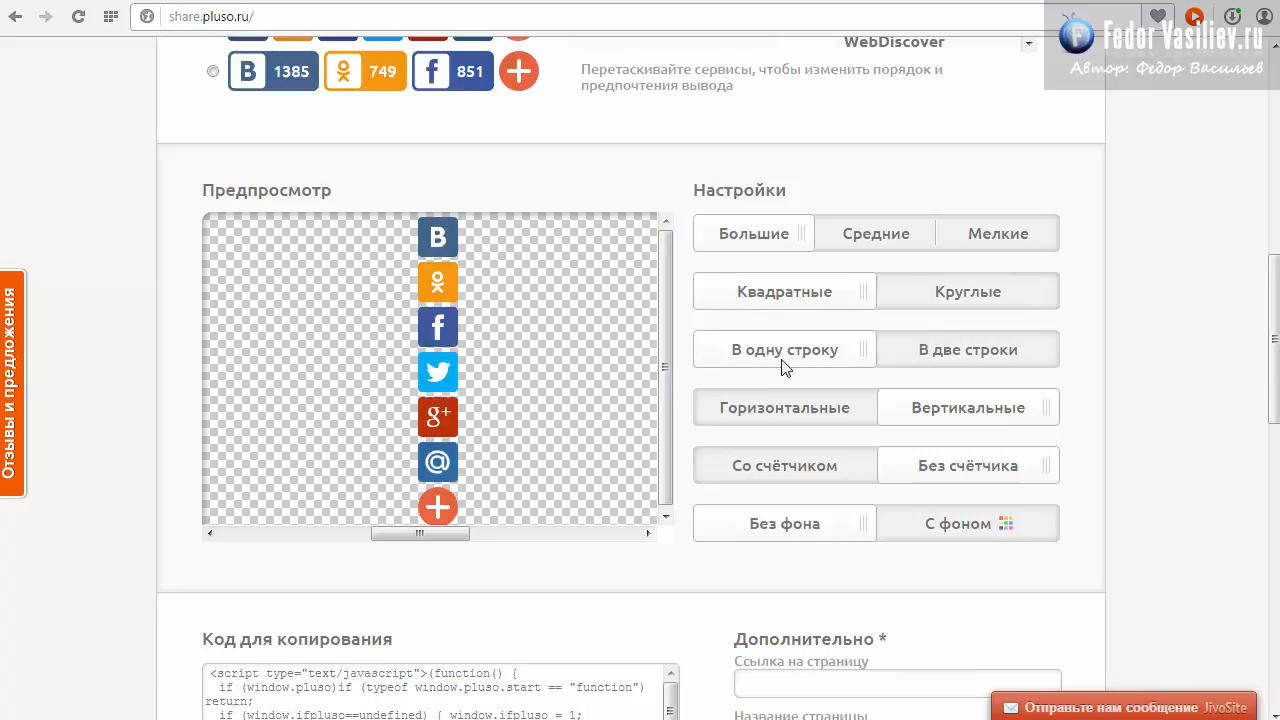 share.pluso.ru/
Fedor Vasiliev.ru
Автор: Федор Васильев
WebDiscover
B 1385 749 f 851
Перетаскивайте сервисы, чтобы изменить порядок и
предпочтения вывода
Предпросмотр
B
f
g+
@
Настройки
Большие Средние Мелкие
Квадратные Круглые
В одну строку В две строки
Горизонтальные Вертикальные
Со счётчиком Без счётчика
Без фона С фоном
Отзывы и предложения
Код для копирования
<script type="text/javascript">(function() {
if (window.pluso)if (typeof window.pluso.start == "function")
return;
if (window.ifpluso==undefined) { window.ifpluso = 1;
Дополнительно *
Ссылка на страницу
Название страницы
Отправьте нам сообщение JivoSite